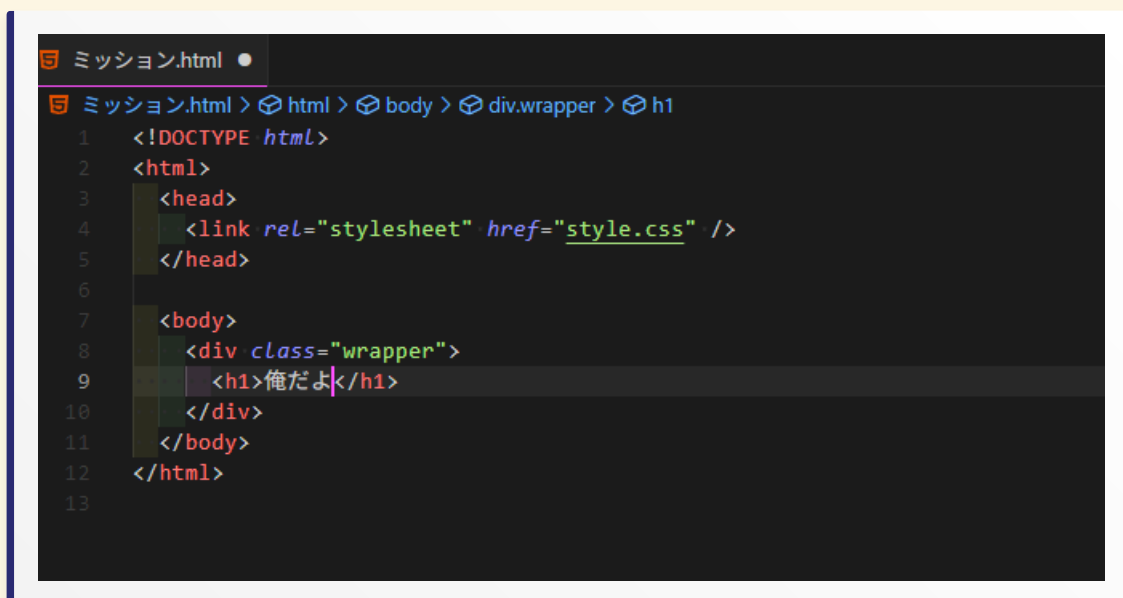 ミッション.html
ミッション.html > html > body > div.wrapper > h1
1 <!DOCTYPE html>
2 <html>
3 <head>
4 <link rel="stylesheet" href="style.css" />
5 </head>
6
7 <body>
8 <div class="wrapper">
9 <h1>俺だよ</h1>
10 </div>
11 </body>
12 </html>
13